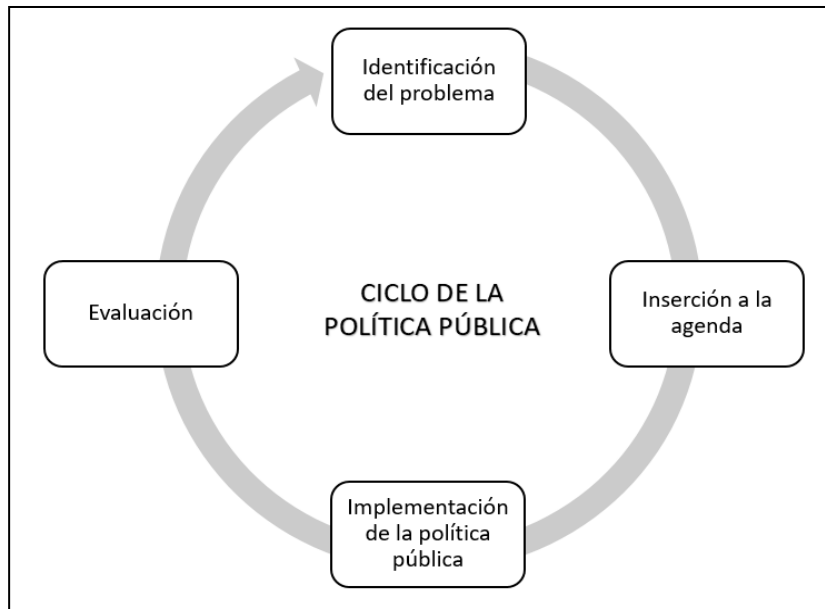 Identificación
del problema
Inserción a la
agenda
Implementación
de la política
pública
Evaluación
CICLO DE LA
POLÍTICA PÚBLICA